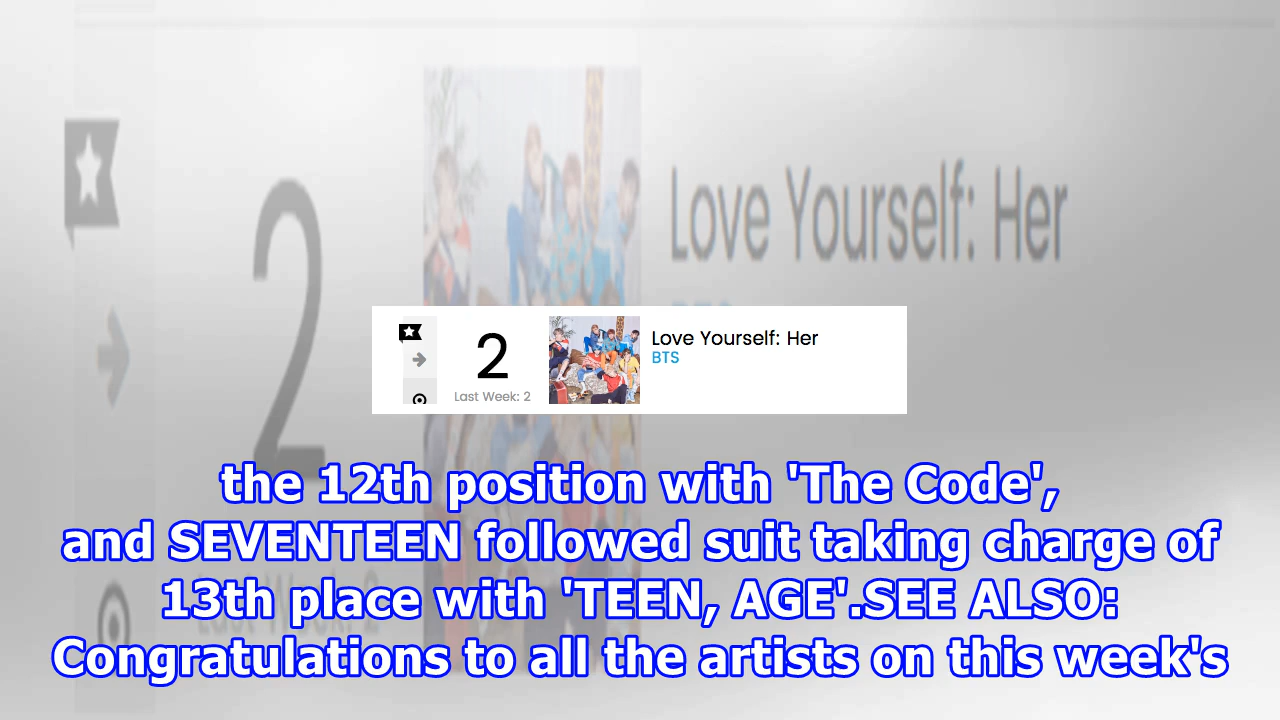 2
Love Yourself: Her
2
Last Week: 2
Love Yourself: Her
BTS
the 12th position with 'The Code',
and SEVENTEEN followed suit taking charge of
13th place with 'TEEN, AGE'.SEE ALSO:
Congratulations to all the artists on this week's